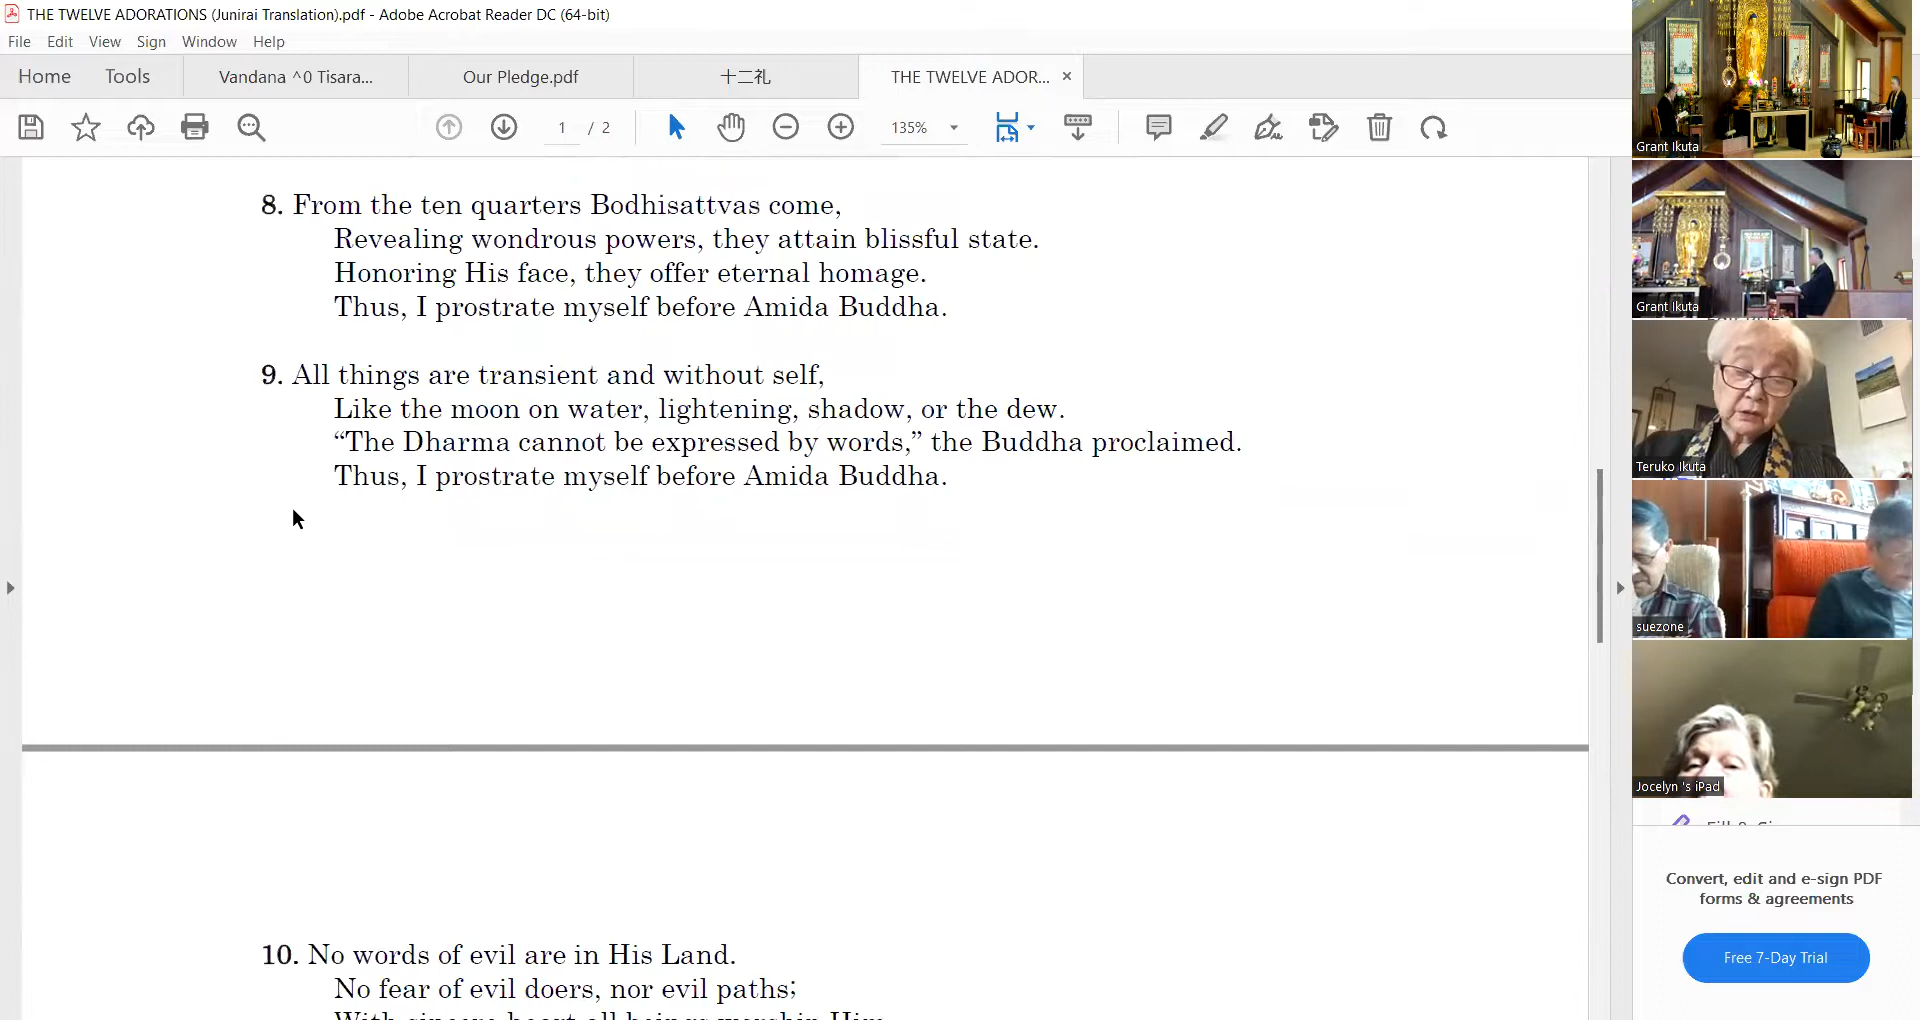 THE TWELVE ADORATIONS (Junirai Translation).pdf - Adobe Acrobat Reader DC (64-bit)
File Edit View Sign Window Help
Home Tools Vandana ^0 Tisara... Our Pledge.pdf 十二礼 THE TWELVE ADOR... ×
1 / 2 135%
8. From the ten quarters Bodhisattvas come,
Revealing wondrous powers, they attain blissful state.
Honoring His face, they offer eternal homage.
Thus, I prostrate myself before Amida Buddha.
9. All things are transient and without self,
Like the moon on water, lightening, shadow, or the dew.
“The Dharma cannot be expressed by words,” the Buddha proclaimed.
Thus, I prostrate myself before Amida Buddha.
10. No words of evil are in His Land.
No fear of evil doers, nor evil paths;
With sincere heart all beings worship Him
Grant Ikuta
Grant Ikuta
Teruko Ikuta
suezone
Jocelyn 's iPad
Convert, edit and e-sign PDF
forms & agreements
Free 7-Day Trial